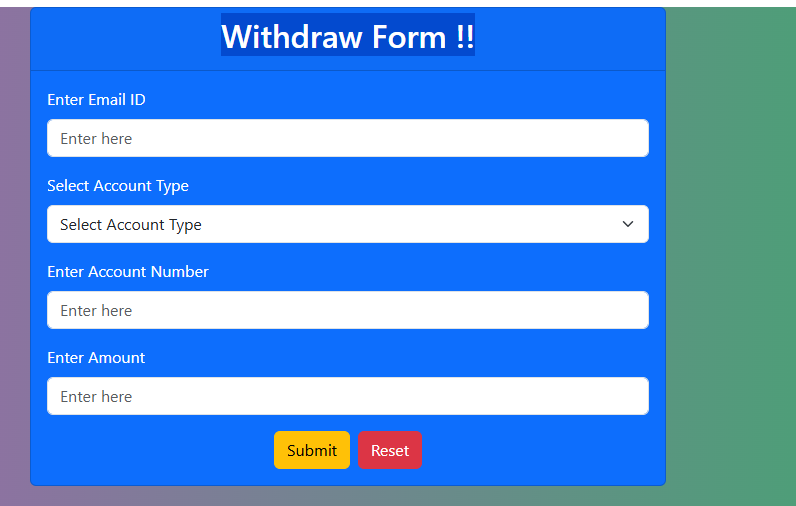 Withdraw Form !!
Enter Email ID
Enter here
Select Account Type
Select Account Type
Enter Account Number
Enter here
Enter Amount
Enter here
Submit Reset